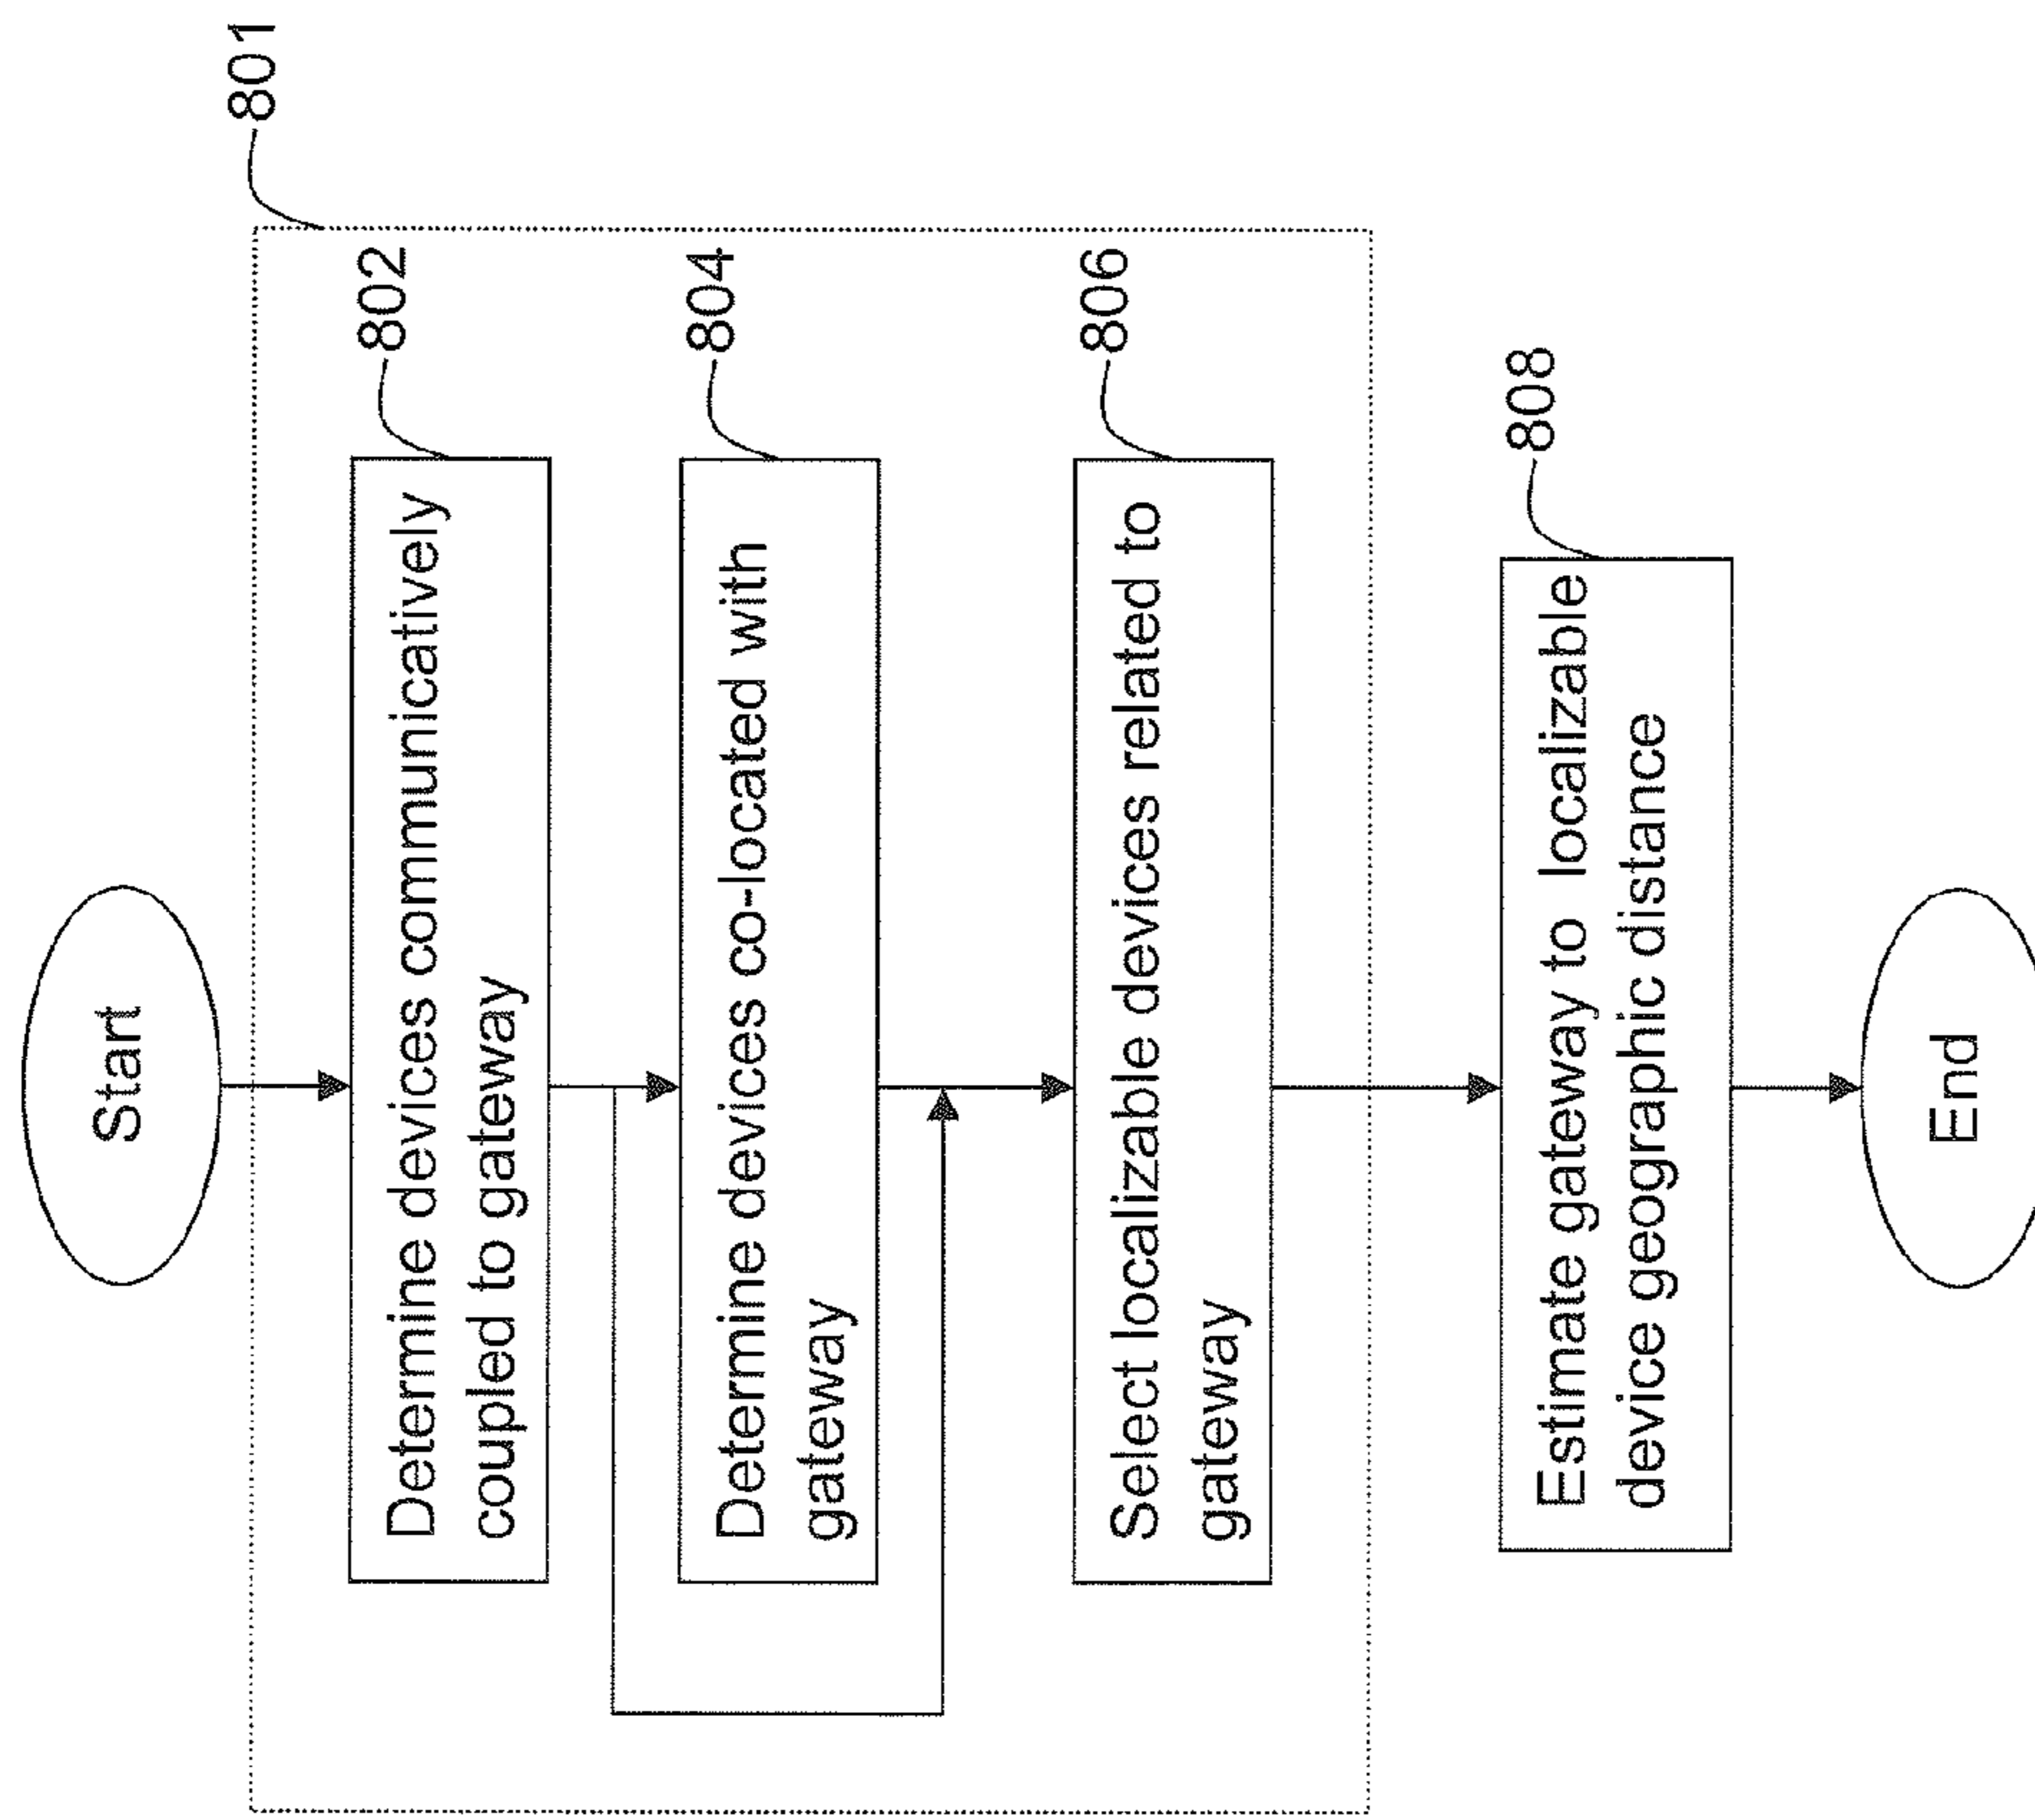 Start
801
802
Determine devices communicatively
coupled to gateway
804
Determine devices co-located with
gateway
806
Select localizable devices related to
gateway
808
Estimate gateway to localizable
device geographic distance
End